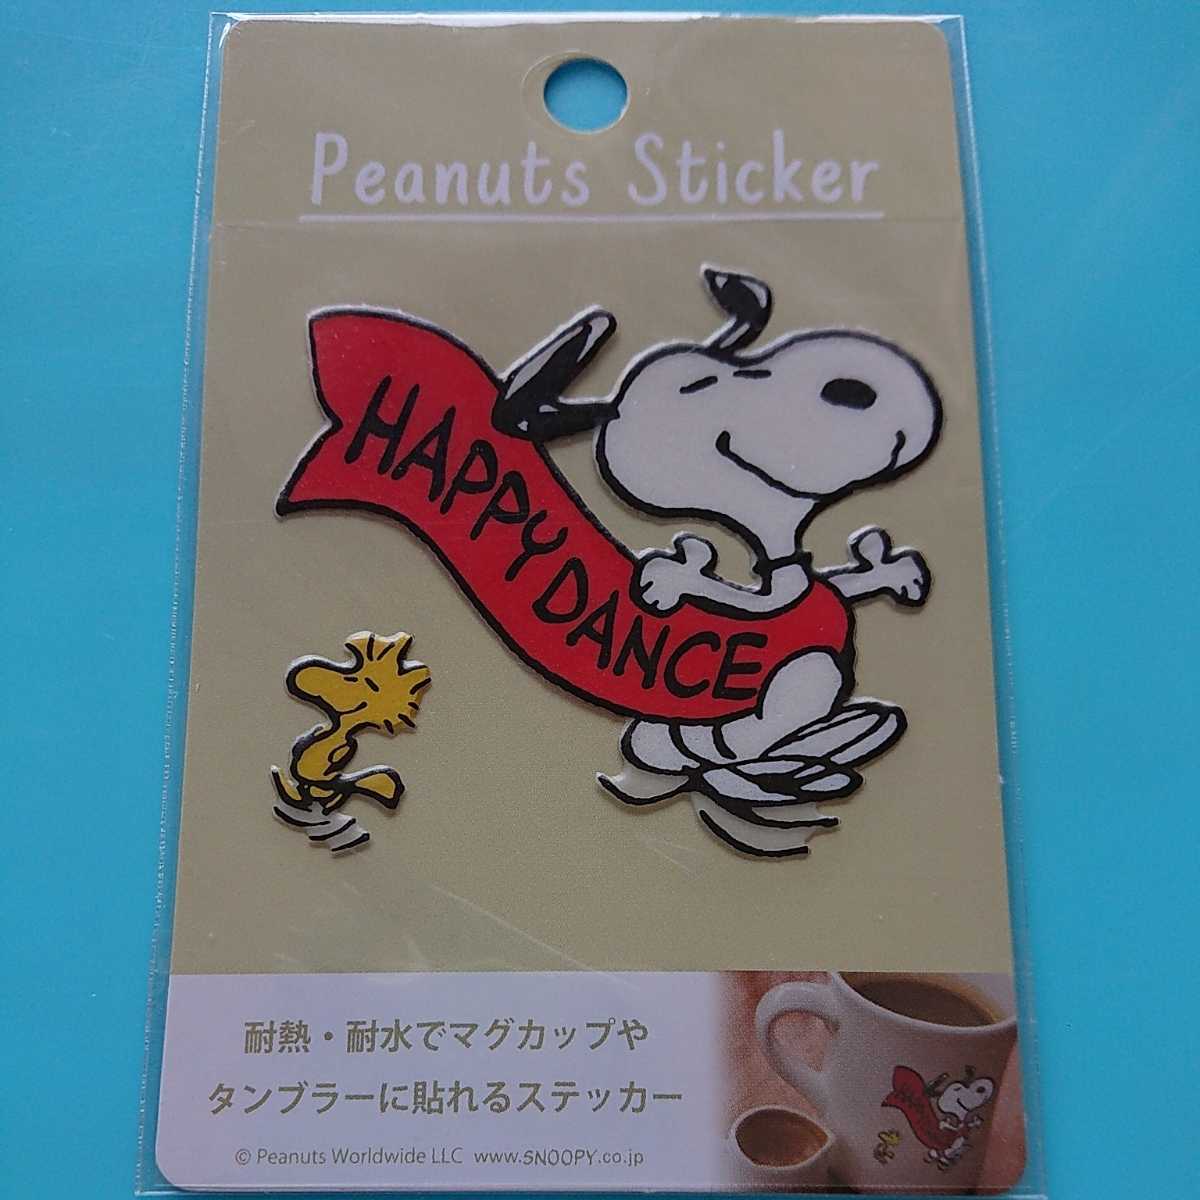 Peanuts Sticker
HAPPY DANCE
耐熱・耐水でマグカップや
タンブラーに貼れるステッカー
© Peanuts Worldwide LLC www.SNOOPY.co.jp